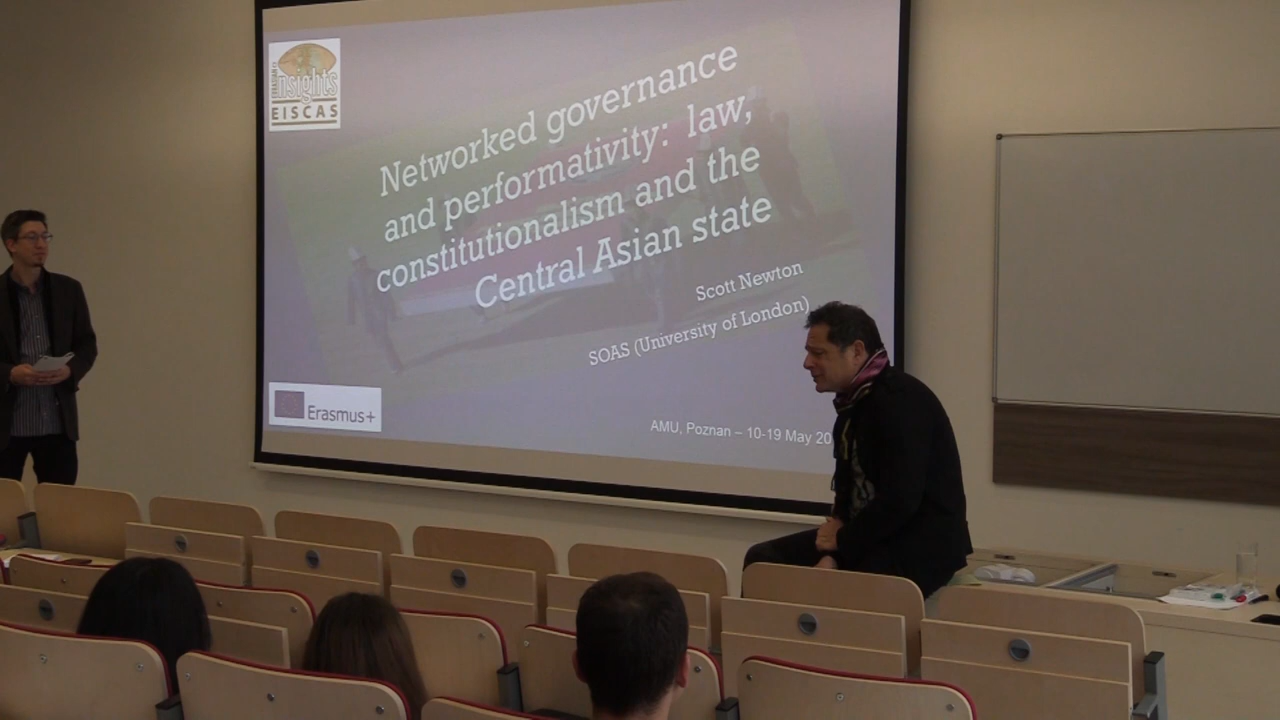 EURASIAN
insights
EISCAS
Networked governance
and performativity: law,
constitutionalism and the
Central Asian state
Scott Newton
SOAS (University of London)
Erasmus+
AMU, Poznan – 10-19 May 20